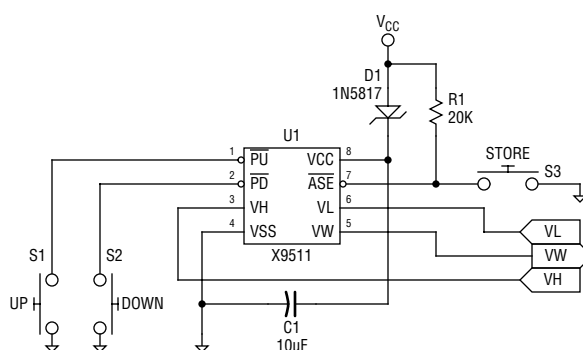 VCC
D1
1N5817
R1
20K
U1
1 PU VCC 8
2 PD ASE 7
3 VH VL 6
4 VSS VW 5
X9511
STORE
S3
VL
VW
VH
S1
S2
UP
DOWN
C1
10uF